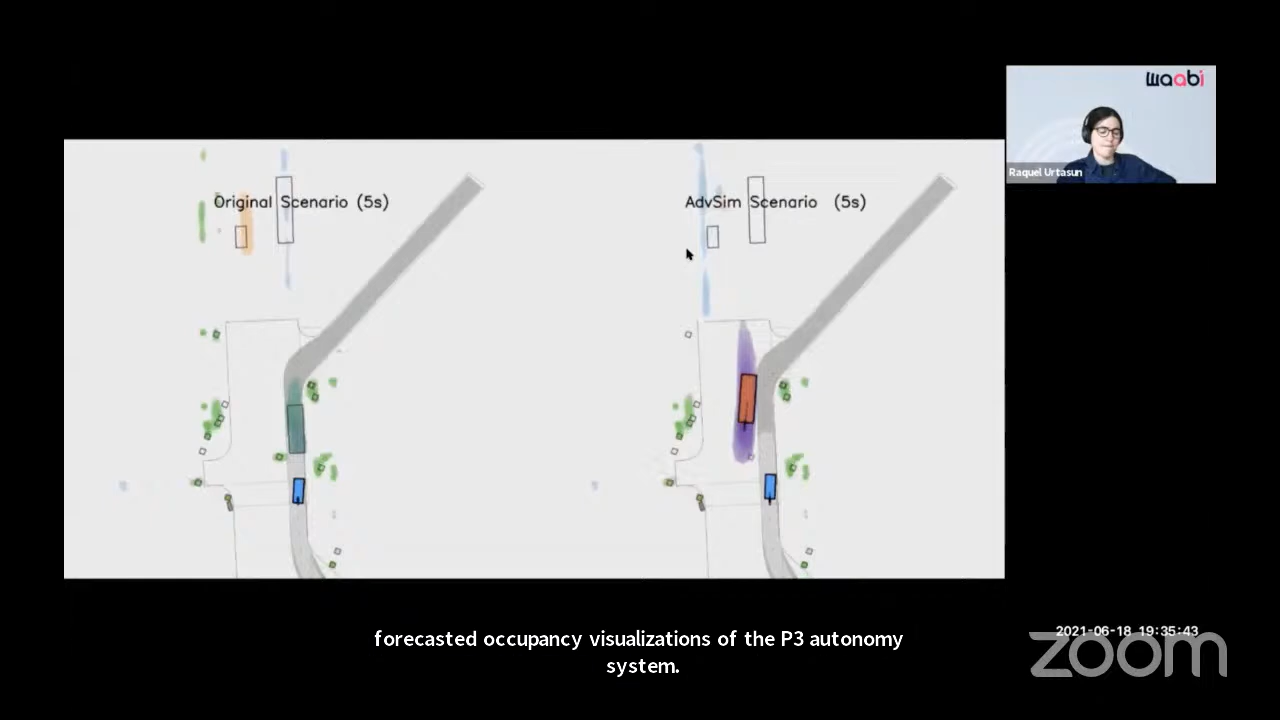 waabi
Raquel Urtasun
Original Scenario (5s)
AdvSim Scenario (5s)
forecasted occupancy visualizations of the P3 autonomy
system.
2021-06-18 19:35:43
zoom